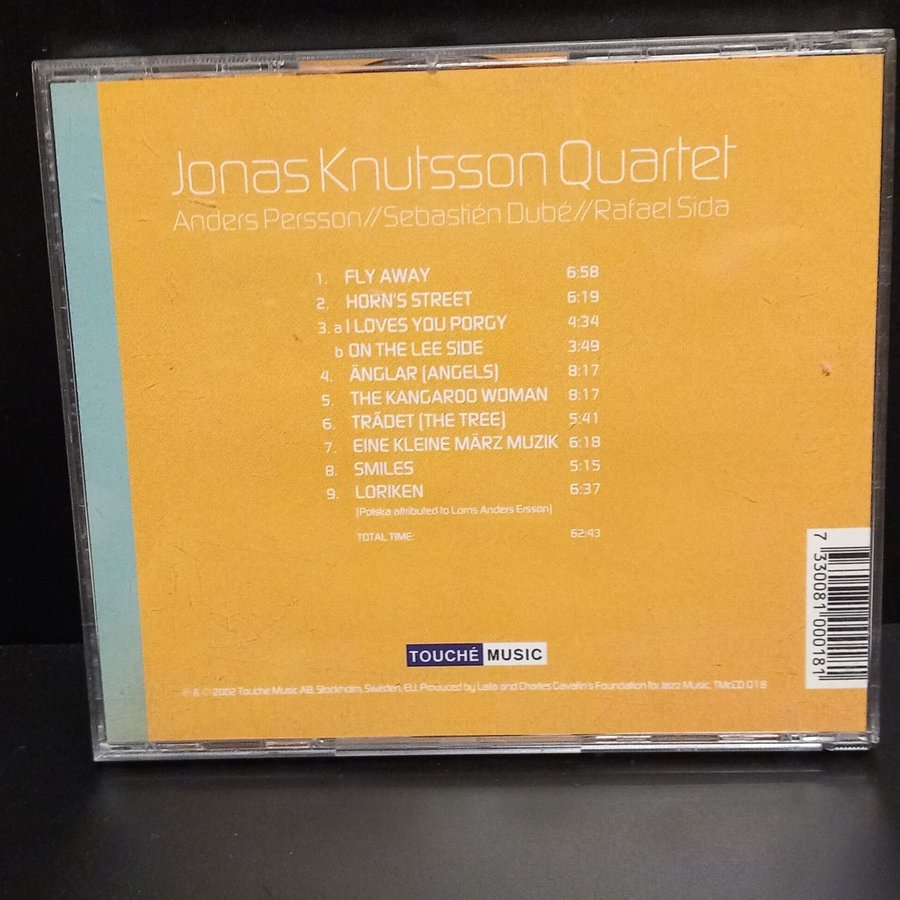 Jonas Knutsson Quartet
Anders Persson//Sebastién Dubé//Rafael Sida
1. FLY AWAY 6:58
2. HORN'S STREET 6:19
3. a I LOVES YOU PORGY 4:34
b ON THE LEE SIDE 3:49
4. ÄNGLAR (ANGELS) 8:17
5. THE KANGAROO WOMAN 8:17
6. TRÄDET (THE TREE) 5:41
7. EINE KLEINE MÄRZ MUZIK 6:18
8. SMILES 5:15
9. LORIKEN 6:37
(Polska attributed to Lorns Anders Ersson)
TOTAL TIME: 62:43
TOUCHÉ MUSIC
℗ & © 2002 Touché Music AB, Stockholm, Sweden, EU. Produced by Laila and Charles Gavatin's Foundation for Jazz Music. TMcCD 018
7 330081 000181